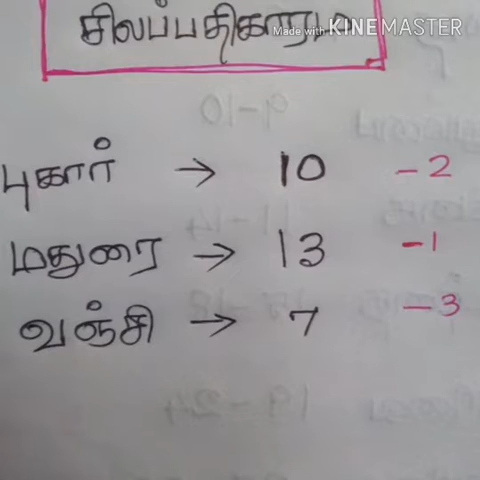 சிலப்பதிகாரம்
Made with KINEMASTER
புகார் → 10 -2
மதுரை → 13 -1
வஞ்சி → 7 -3